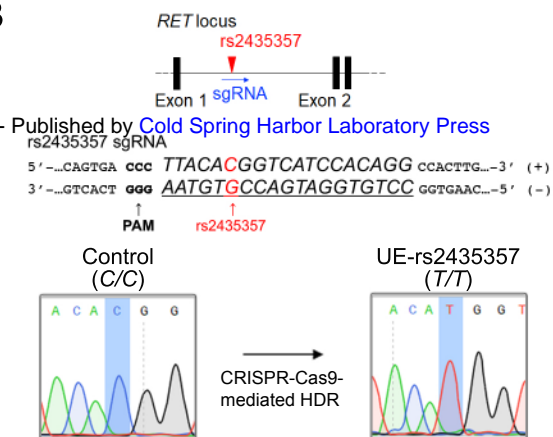 B
RET locus
rs2435357
sgRNA
Exon 1 Exon 2
- Published by Cold Spring Harbor Laboratory Press
rs2435357 sgRNA
5′-…CAGTGA CCC TTACACGGTCATCCACAGG CCACTTG…-3′ (+)
3′-…GTCACT GGG AATGTGCCAGTAGGTGTCC GGTGAAC…-5′ (-)
↑ ↑
PAM rs2435357
Control UE-rs2435357
(C/C) (T/T)
A C A C G G A C A T G G T
CRISPR-Cas9-
mediated HDR